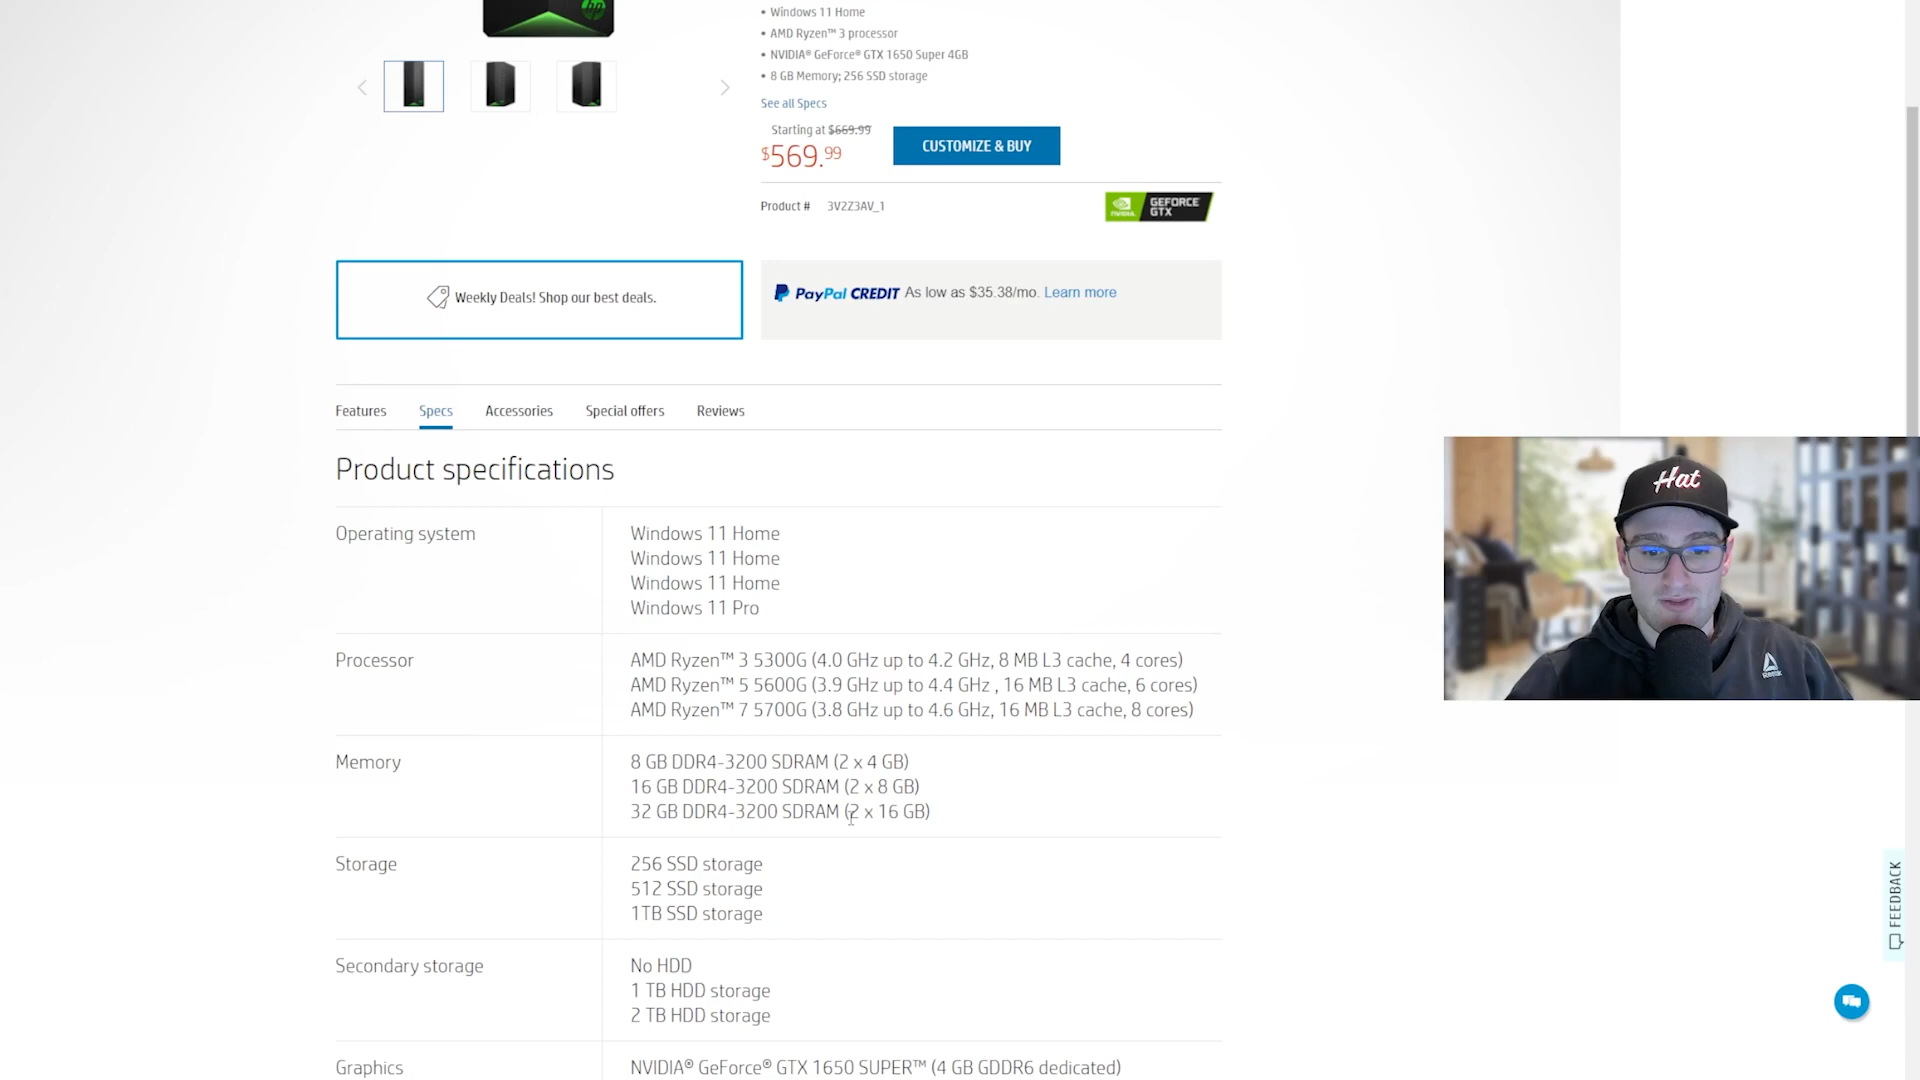 hp
• Windows 11 Home
• AMD Ryzen™ 3 processor
• NVIDIA® GeForce® GTX 1650 Super 4GB
• 8 GB Memory; 256 SSD storage
See all Specs
Starting at $669.99
$569.99
CUSTOMIZE & BUY
Product # 3V2Z3AV_1
NVIDIA GEFORCE GTX
Weekly Deals! Shop our best deals.
PayPal CREDIT As low as $35.38/mo. Learn more
Features Specs Accessories Special offers Reviews
Product specifications
Operating system
Windows 11 Home
Windows 11 Home
Windows 11 Home
Windows 11 Pro
Processor
AMD Ryzen™ 3 5300G (4.0 GHz up to 4.2 GHz, 8 MB L3 cache, 4 cores)
AMD Ryzen™ 5 5600G (3.9 GHz up to 4.4 GHz , 16 MB L3 cache, 6 cores)
AMD Ryzen™ 7 5700G (3.8 GHz up to 4.6 GHz, 16 MB L3 cache, 8 cores)
Memory
8 GB DDR4-3200 SDRAM (2 x 4 GB)
16 GB DDR4-3200 SDRAM (2 x 8 GB)
32 GB DDR4-3200 SDRAM (2 x 16 GB)
Storage
256 SSD storage
512 SSD storage
1TB SSD storage
Secondary storage
No HDD
1 TB HDD storage
2 TB HDD storage
Graphics
NVIDIA® GeForce® GTX 1650 SUPER™ (4 GB GDDR6 dedicated)
Hat
FEEDBACK